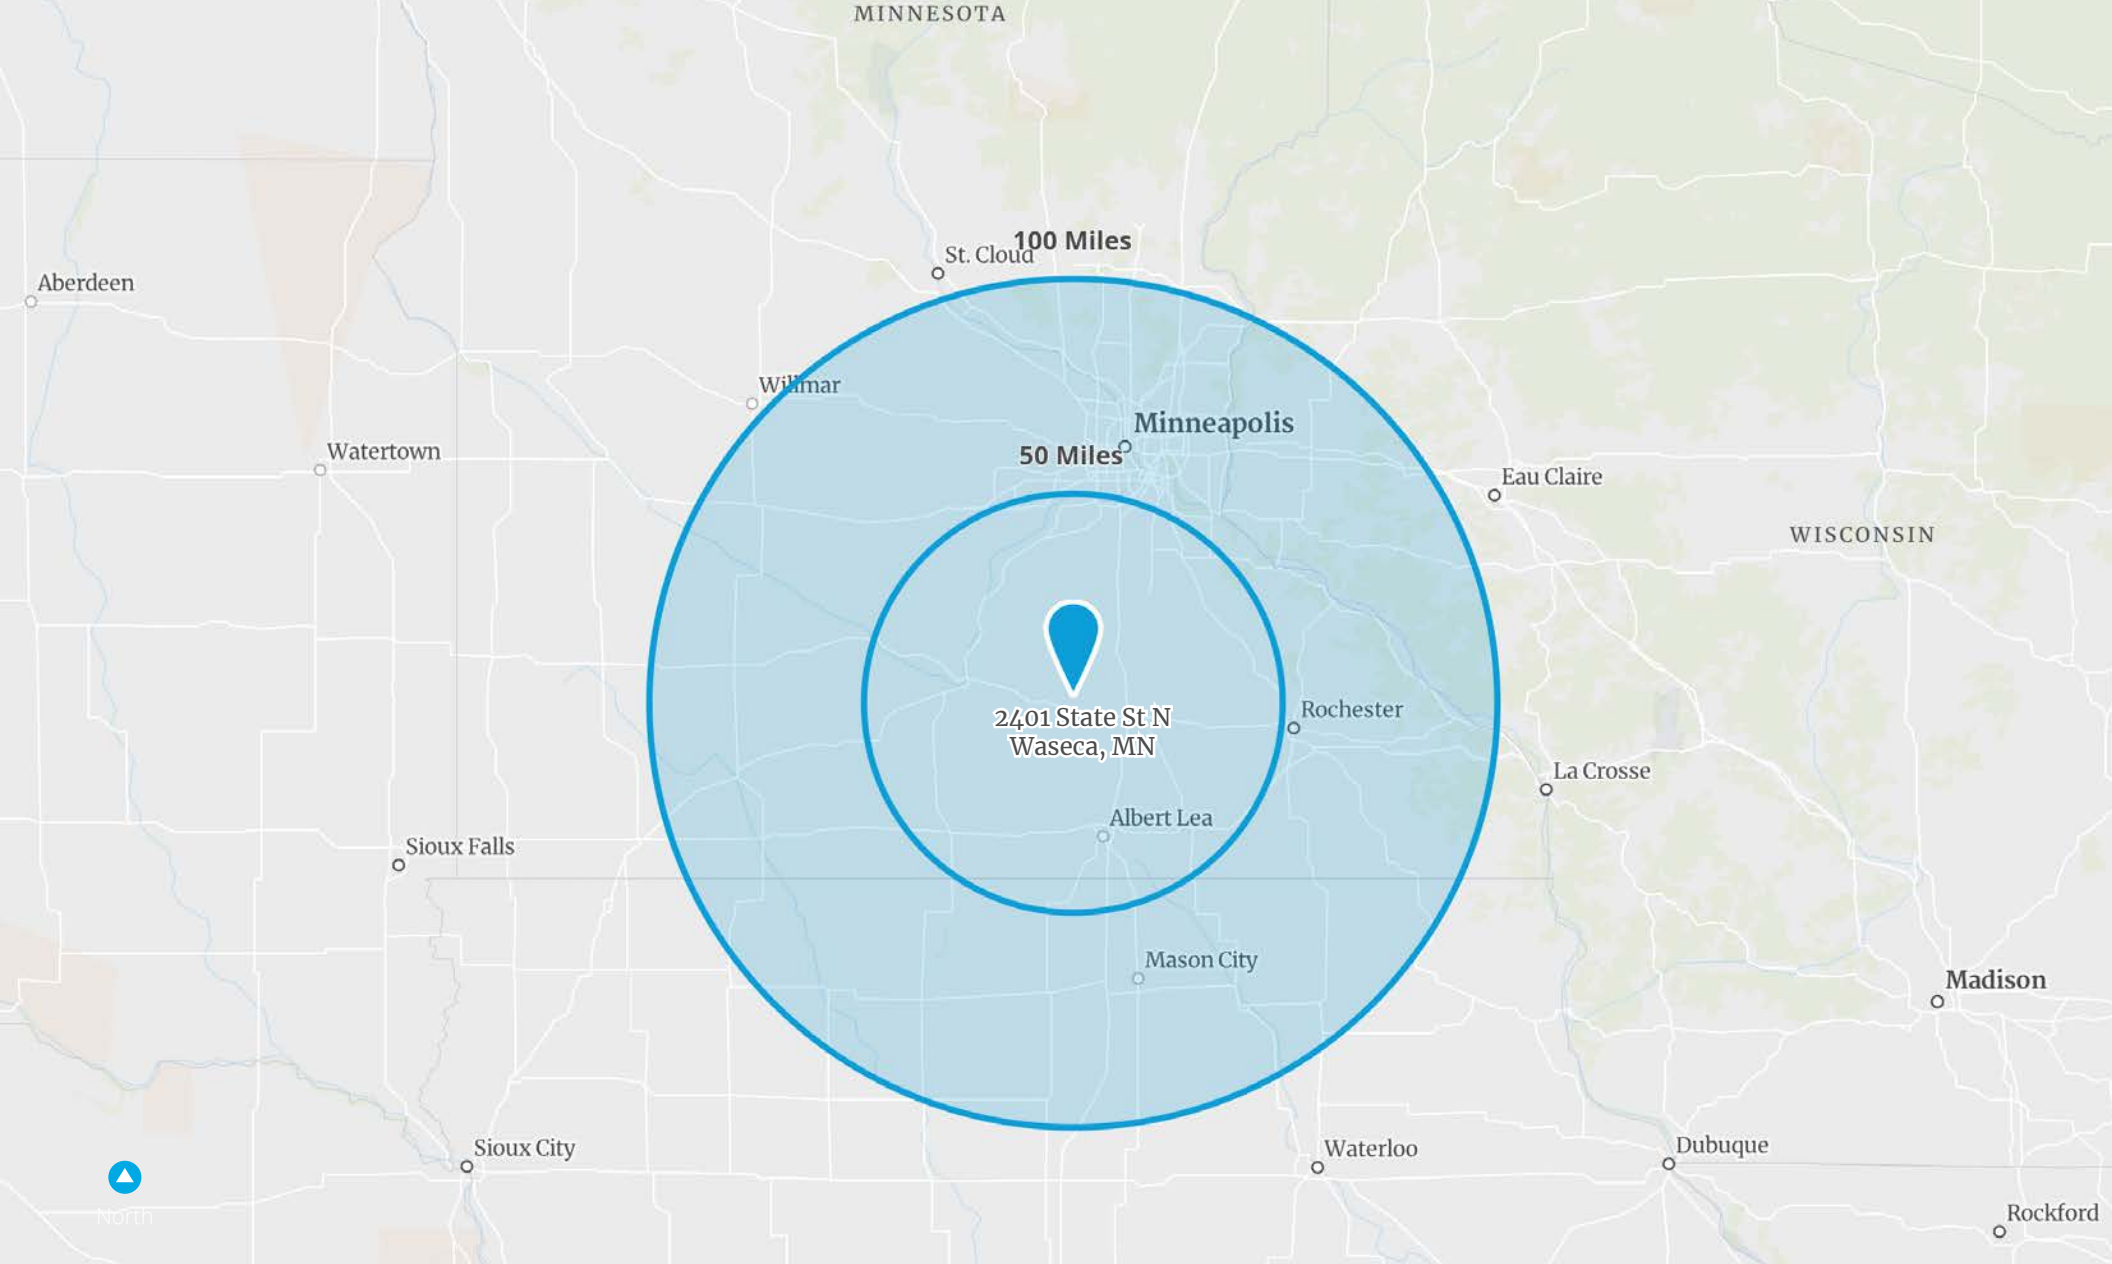 MINNESOTA
100 Miles
St. Cloud
Aberdeen
Willmar
Minneapolis
Watertown
50 Miles
Eau Claire
WISCONSIN
Rochester
2401 State St N
Waseca, MN
La Crosse
Albert Lea
Sioux Falls
Mason City
Madison
Sioux City
Waterloo
Dubuque
North
Rockford